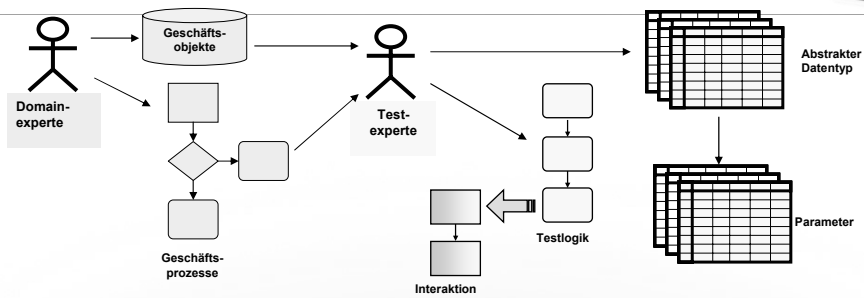 Geschäfts-
objekte
Domain-
experte
Test-
experte
Abstrakter
Datentyp
Geschäfts-
prozesse
Testlogik
Interaktion
Parameter